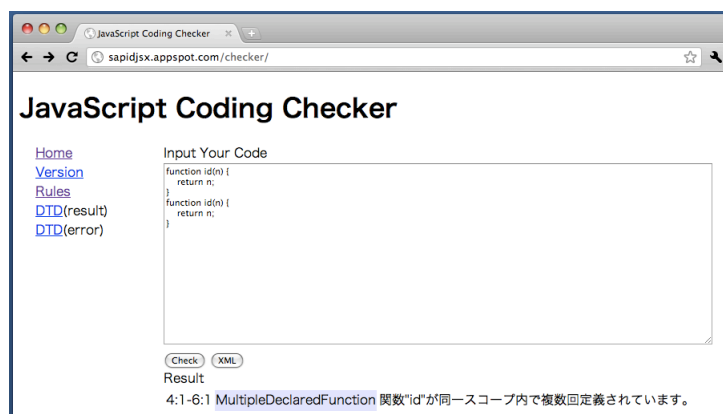 JavaScript Coding Checker
sapidjsx.appspot.com/checker/
JavaScript Coding Checker
Home
Version
Rules
DTD(result)
DTD(error)
Input Your Code
function id(n) {
return n;
}
function id(n) {
return n;
}
Check XML
Result
4:1-6:1 MultipleDeclaredFunction 関数"id"が同一スコープ内で複数回定義されています。